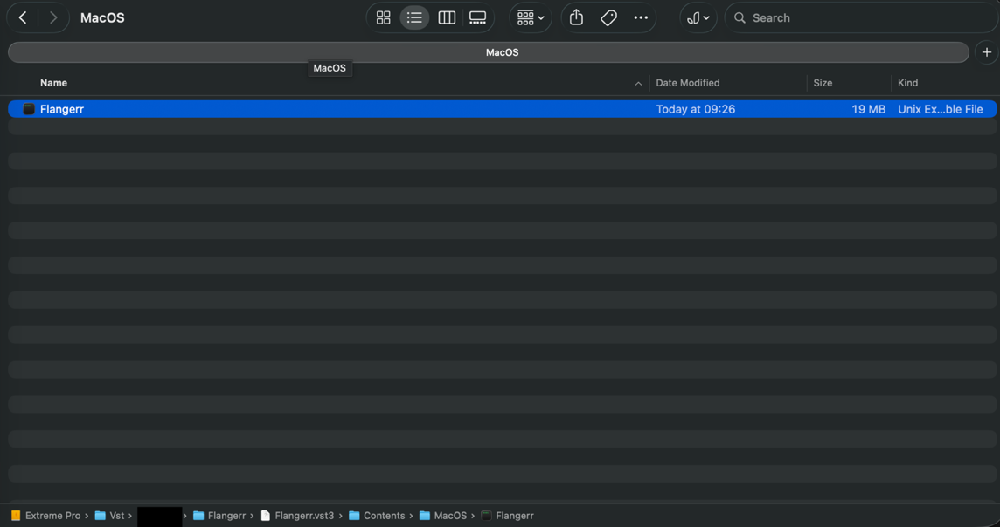 MacOS
Search
MacOS
MacOS
Name Date Modified Size Kind
Flangerr Today at 09:26 19 MB Unix Ex...ble File
Extreme Pro › Vst › › Flangerr › Flangerr.vst3 › Contents › MacOS › Flangerr